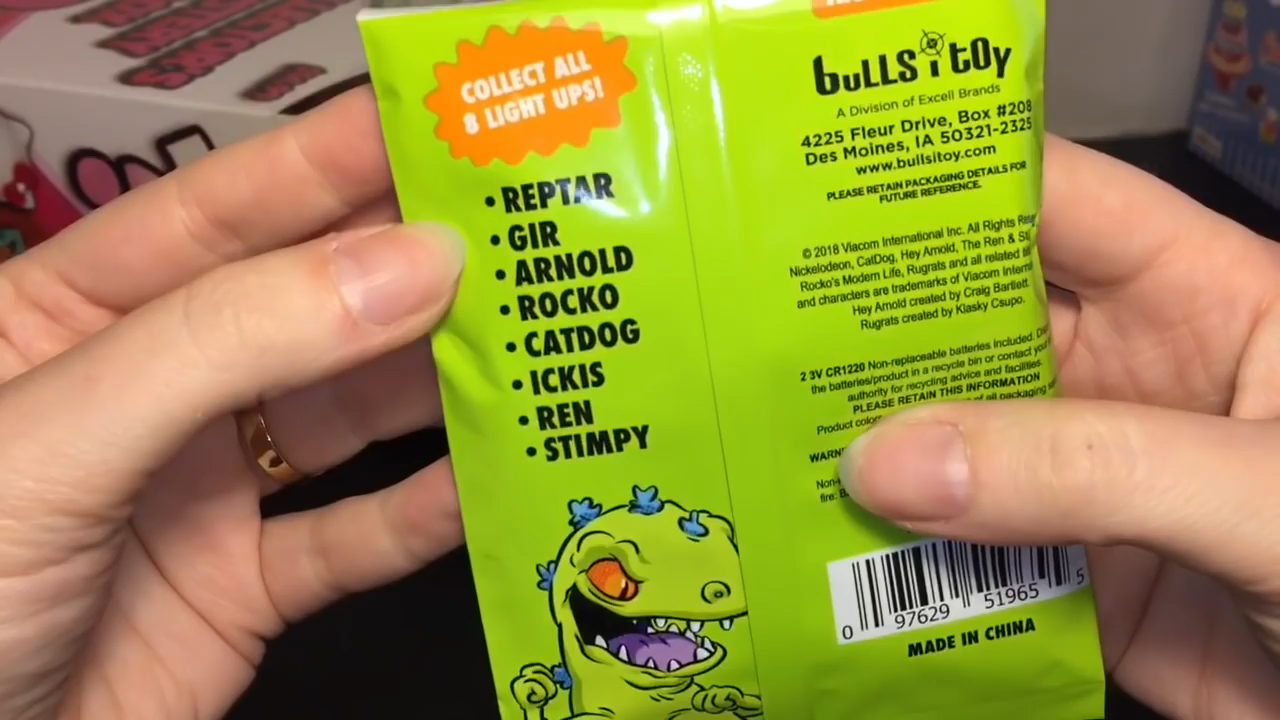 COLLECT ALL
8 LIGHT UPS!
• REPTAR
• GIR
• ARNOLD
• ROCKO
• CATDOG
• ICKIS
• REN
• STIMPY
buLLS i tOy
A Division of Excell Brands
4225 Fleur Drive, Box #208
Des Moines, IA 50321-2325
www.bullsitoy.com
PLEASE RETAIN PACKAGING DETAILS FOR
FUTURE REFERENCE.
© 2018 Viacom International Inc. All Rights
Nickelodeon, CatDog, Hey Arnold, The Ren &
Rocko's Modern Life, Rugrats and all related
and characters are trademarks of Viacom
Hey Arnold created by Craig Bartlett.
Rugrats created by Klasky Csupo.
2 3V CR1220 Non-replaceable batteries included.
the batteries/product in a recycle bin or contact your
authority for recycling advice and facilities.
PLEASE RETAIN THIS INFORMATION
Product of all packaging
0 97629 51965 5
MADE IN CHINA